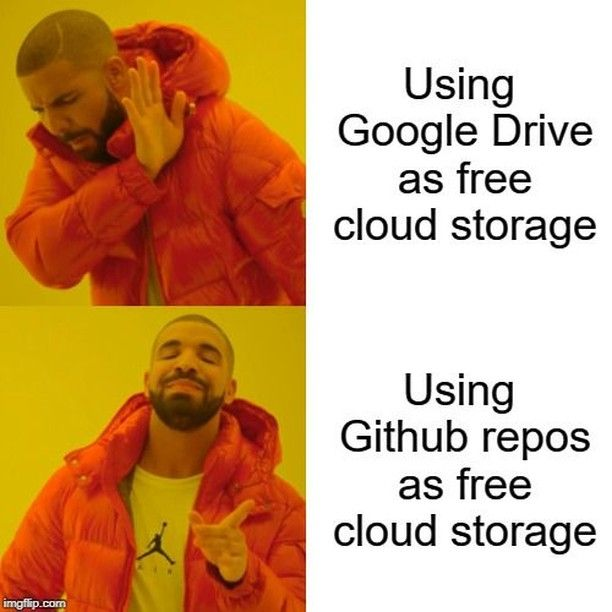 Using
Google Drive
as free
cloud storage
Using
Github repos
as free
cloud storage
imgflip.com